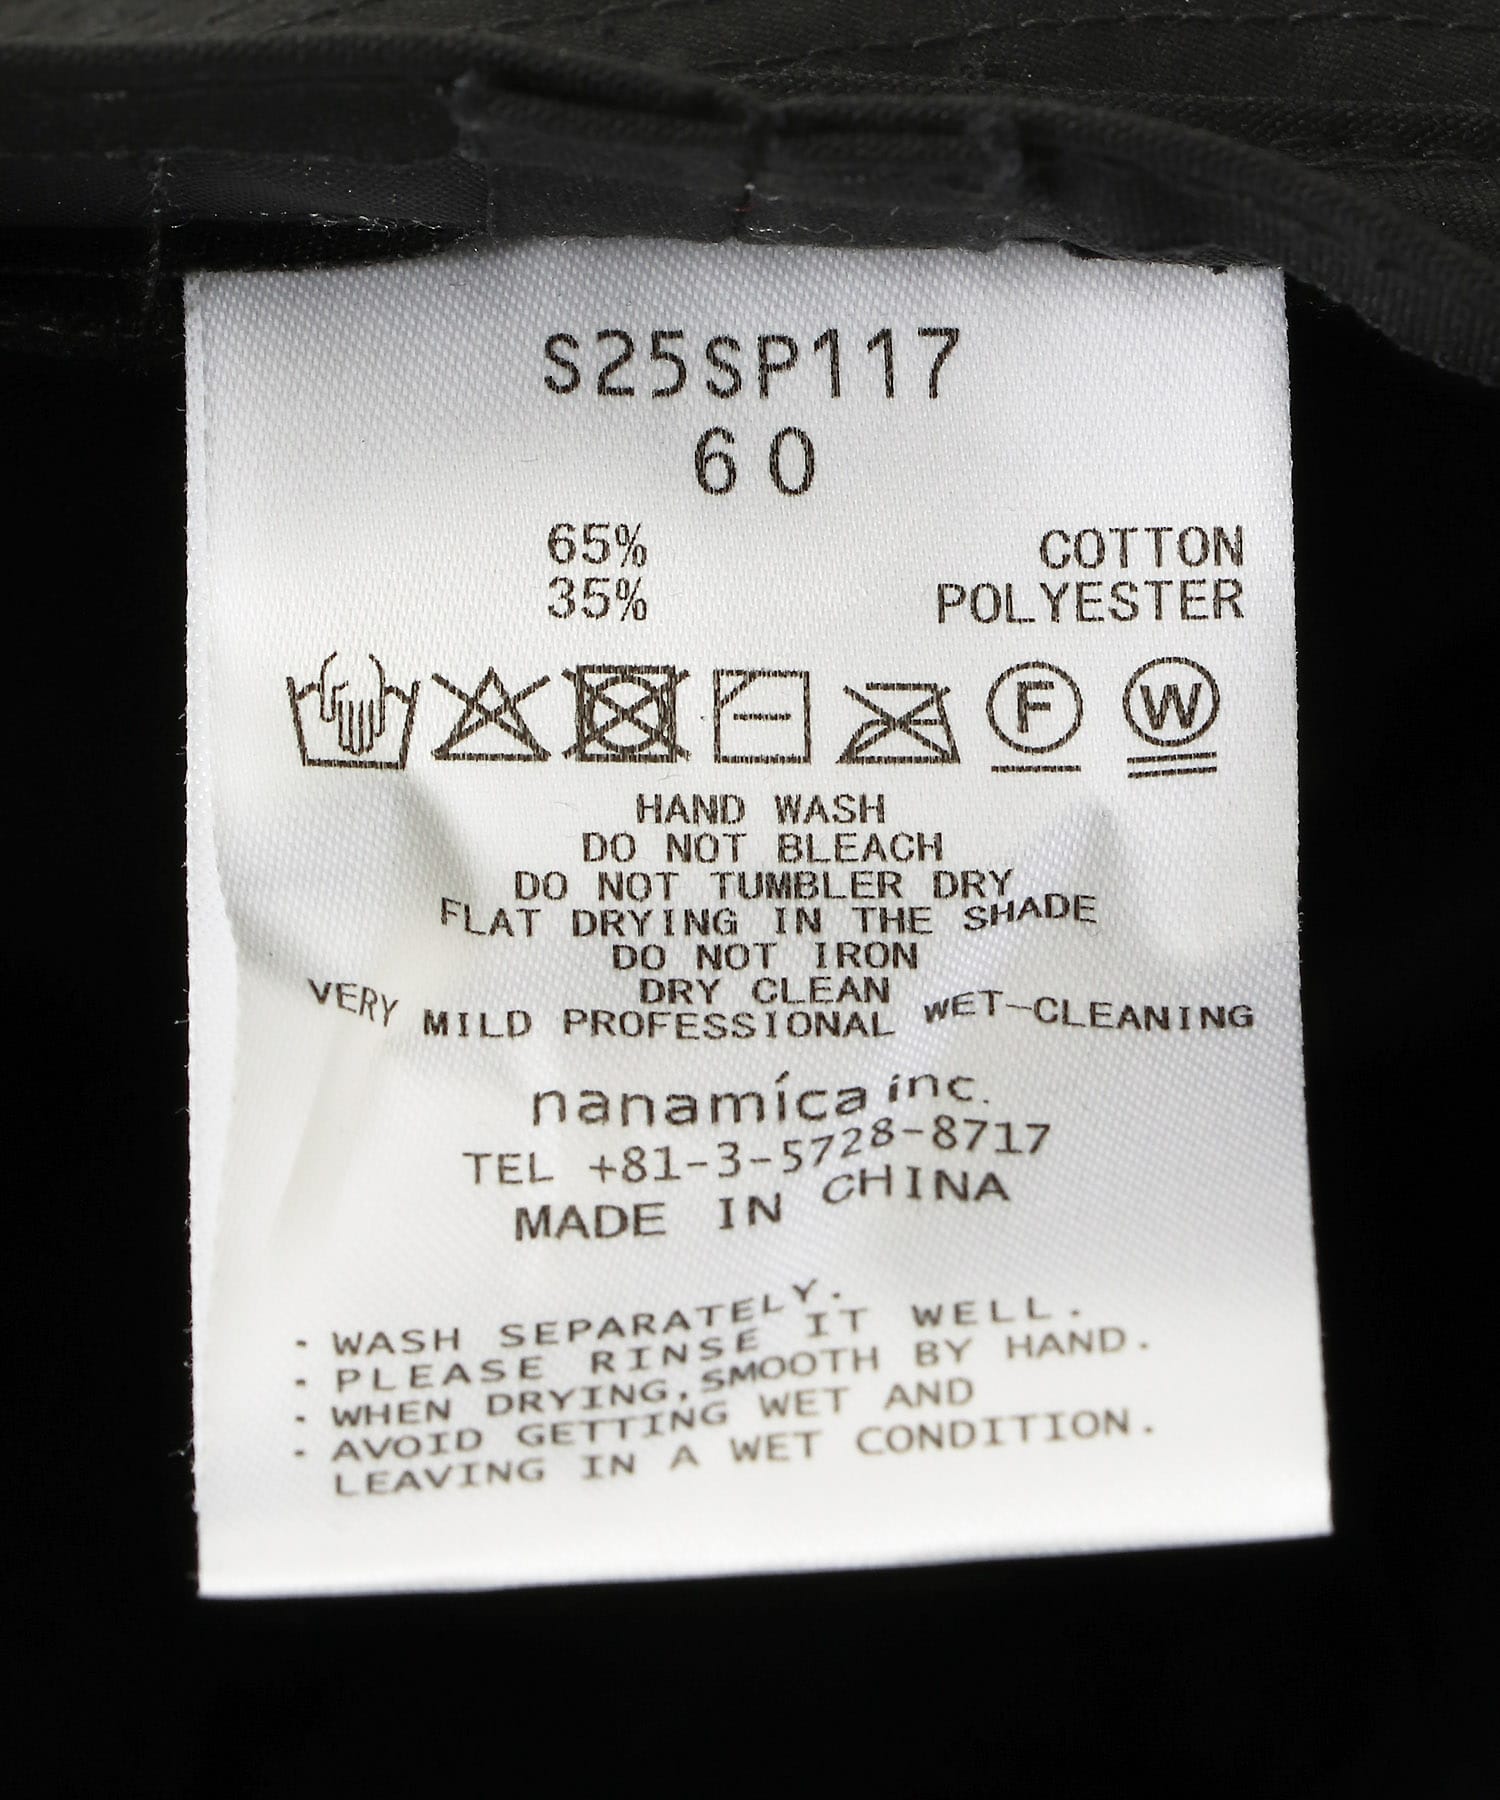 S25SP117
60
65% COTTON
35% POLYESTER
F W
HAND WASH
DO NOT BLEACH
DO NOT TUMBLER DRY
FLAT DRYING IN THE SHADE
DO NOT IRON
DRY CLEAN
VERY MILD PROFESSIONAL WET-CLEANING
nanamíca inc.
TEL +81-3-5728-8717
MADE IN CHINA
- WASH SEPARATELY.
- PLEASE RINSE IT WELL.
- WHEN DRYING,SMOOTH BY HAND.
- AVOID GETTING WET AND
LEAVING IN A WET CONDITION.